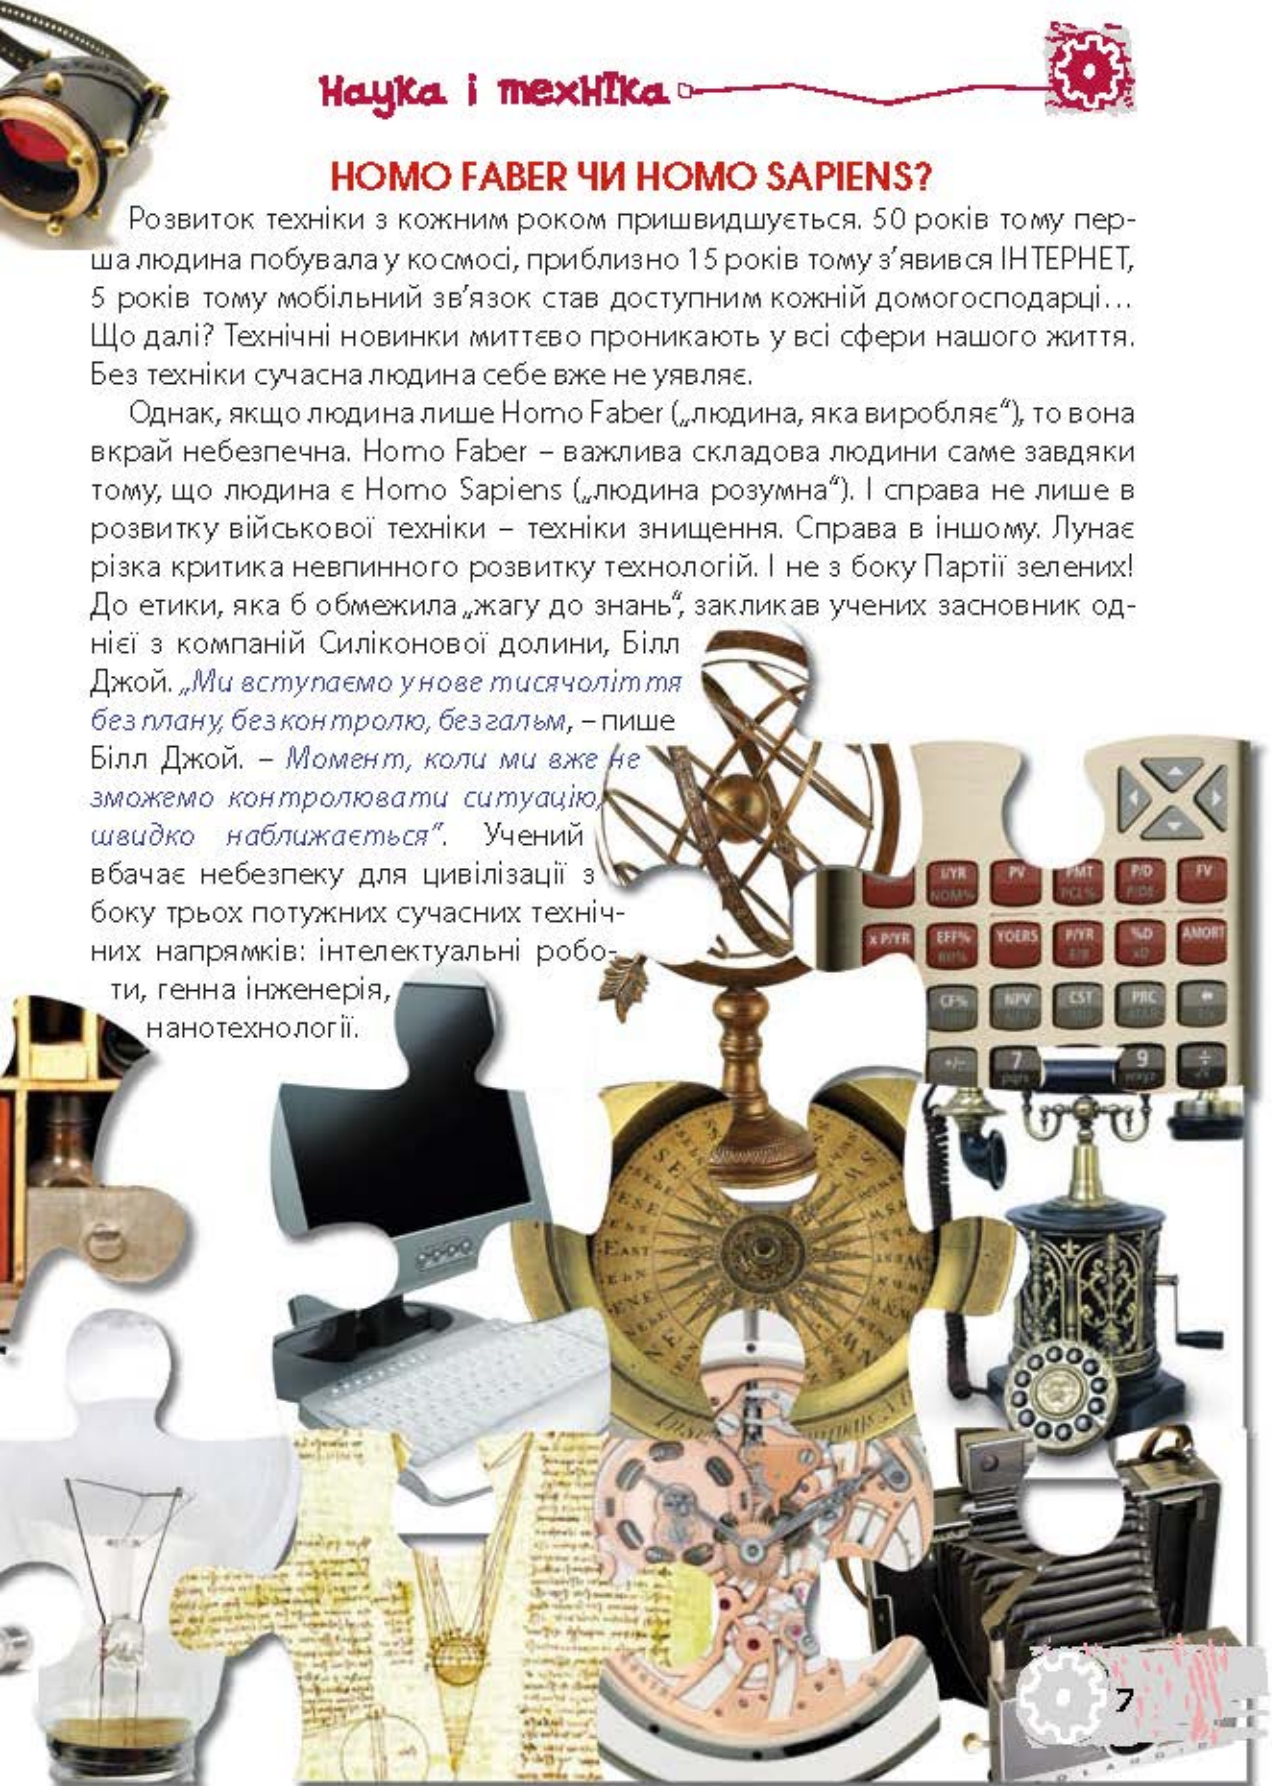 Наука і техніка
HOMO FABER ЧИ HOMO SAPIENS?
Розвиток техніки з кожним роком пришвидшується. 50 років тому пер-
ша людина побувала у космосі, приблизно 15 років тому з’явився ІНТЕРНЕТ,
5 років тому мобільний зв’язок став доступним кожній домогосподарці…
Що далі? Технічні новинки миттєво проникають у всі сфери нашого життя.
Без техніки сучасна людина себе вже не уявляє.
Однак, якщо людина лише Homo Faber („людина, яка виробляє“), то вона
вкрай небезпечна. Homo Faber – важлива складова людини саме завдяки
тому, що людина є Homo Sapiens („людина розумна“). І справа не лише в
розвитку військової техніки – техніки знищення. Справа в іншому. Лунає
різка критика невпинного розвитку технологій. І не з боку Партії зелених!
До етики, яка б обмежила „жагу до знань“, закликав учених засновник од-
нієї з компаній Силіконової долини, Білл
Джой. „Ми вступаємо у нове тисячоліття
без плану, без контролю, без гальм, – пише
Білл Джой. – Момент, коли ми вже не
зможемо контролювати ситуацію,
швидко наближається”. Учений
вбачає небезпеку для цивілізації з
боку трьох потужних сучасних техніч-
них напрямків: інтелектуальні робо-
ти, генна інженерія,
нанотехнології.
I/YR PV PMT P/D FV
NOM%
x P/YR EFF% YOERS P/YR %D AMORT
CF% NPV CST PRC
+/− 7 9 ÷
EAST
7